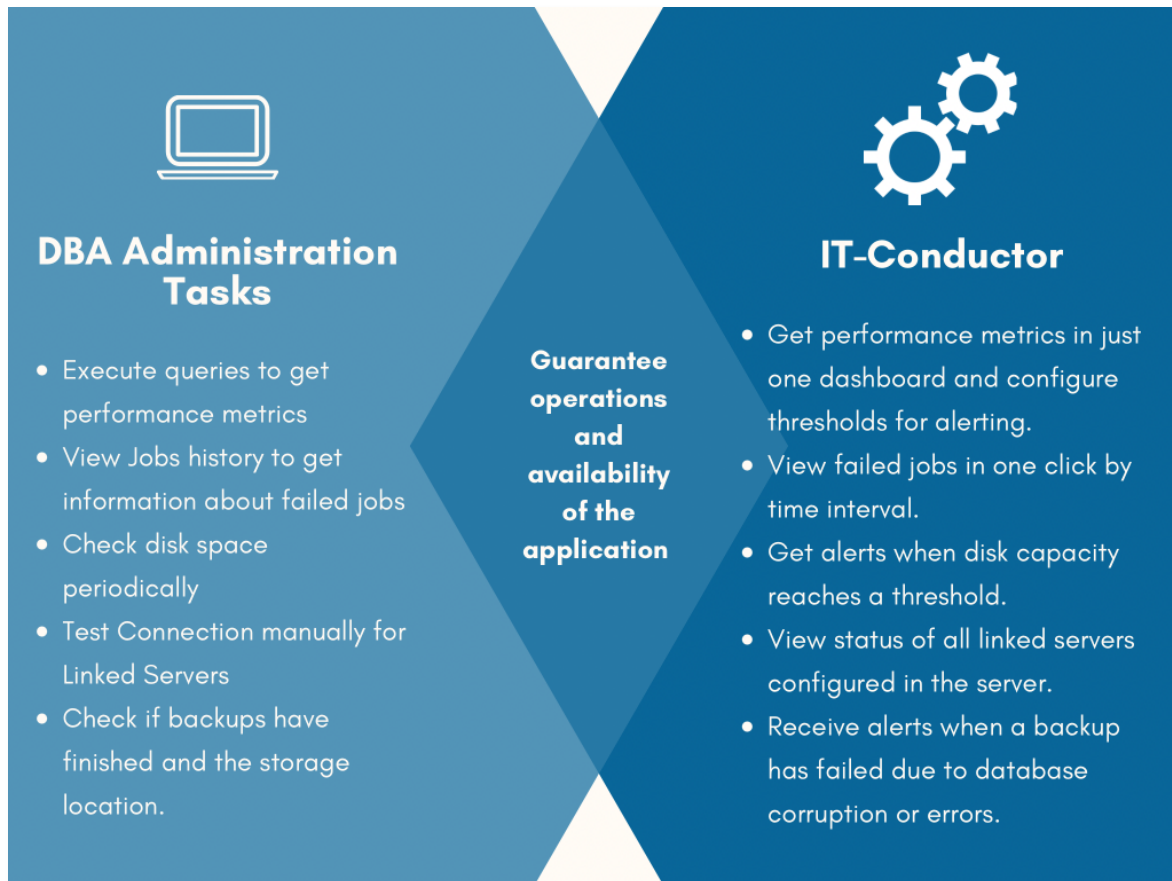 DBA Administration
Tasks
• Execute queries to get
performance metrics
• View Jobs history to get
information about failed jobs
• Check disk space
periodically
• Test Connection manually for
Linked Servers
• Check if backups have
finished and the storage
location.
Guarantee
operations
and
availability
of the
application
IT-Conductor
• Get performance metrics in just
one dashboard and configure
thresholds for alerting.
• View failed jobs in one click by
time interval.
• Get alerts when disk capacity
reaches a threshold.
• View status of all linked servers
configured in the server.
• Receive alerts when a backup
has failed due to database
corruption or errors.